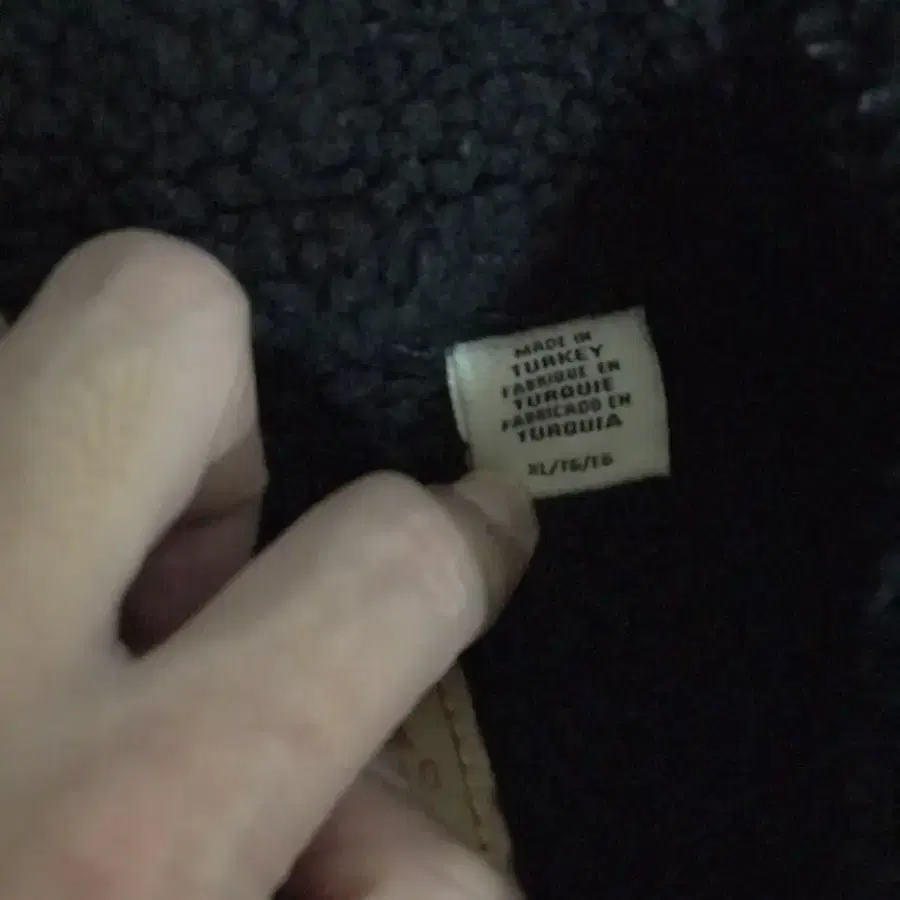 MADE IN
TURKEY
FABRIQUE EN
TURQUIE
FABRICADO EN
TURQUIA
XL/TG/EG